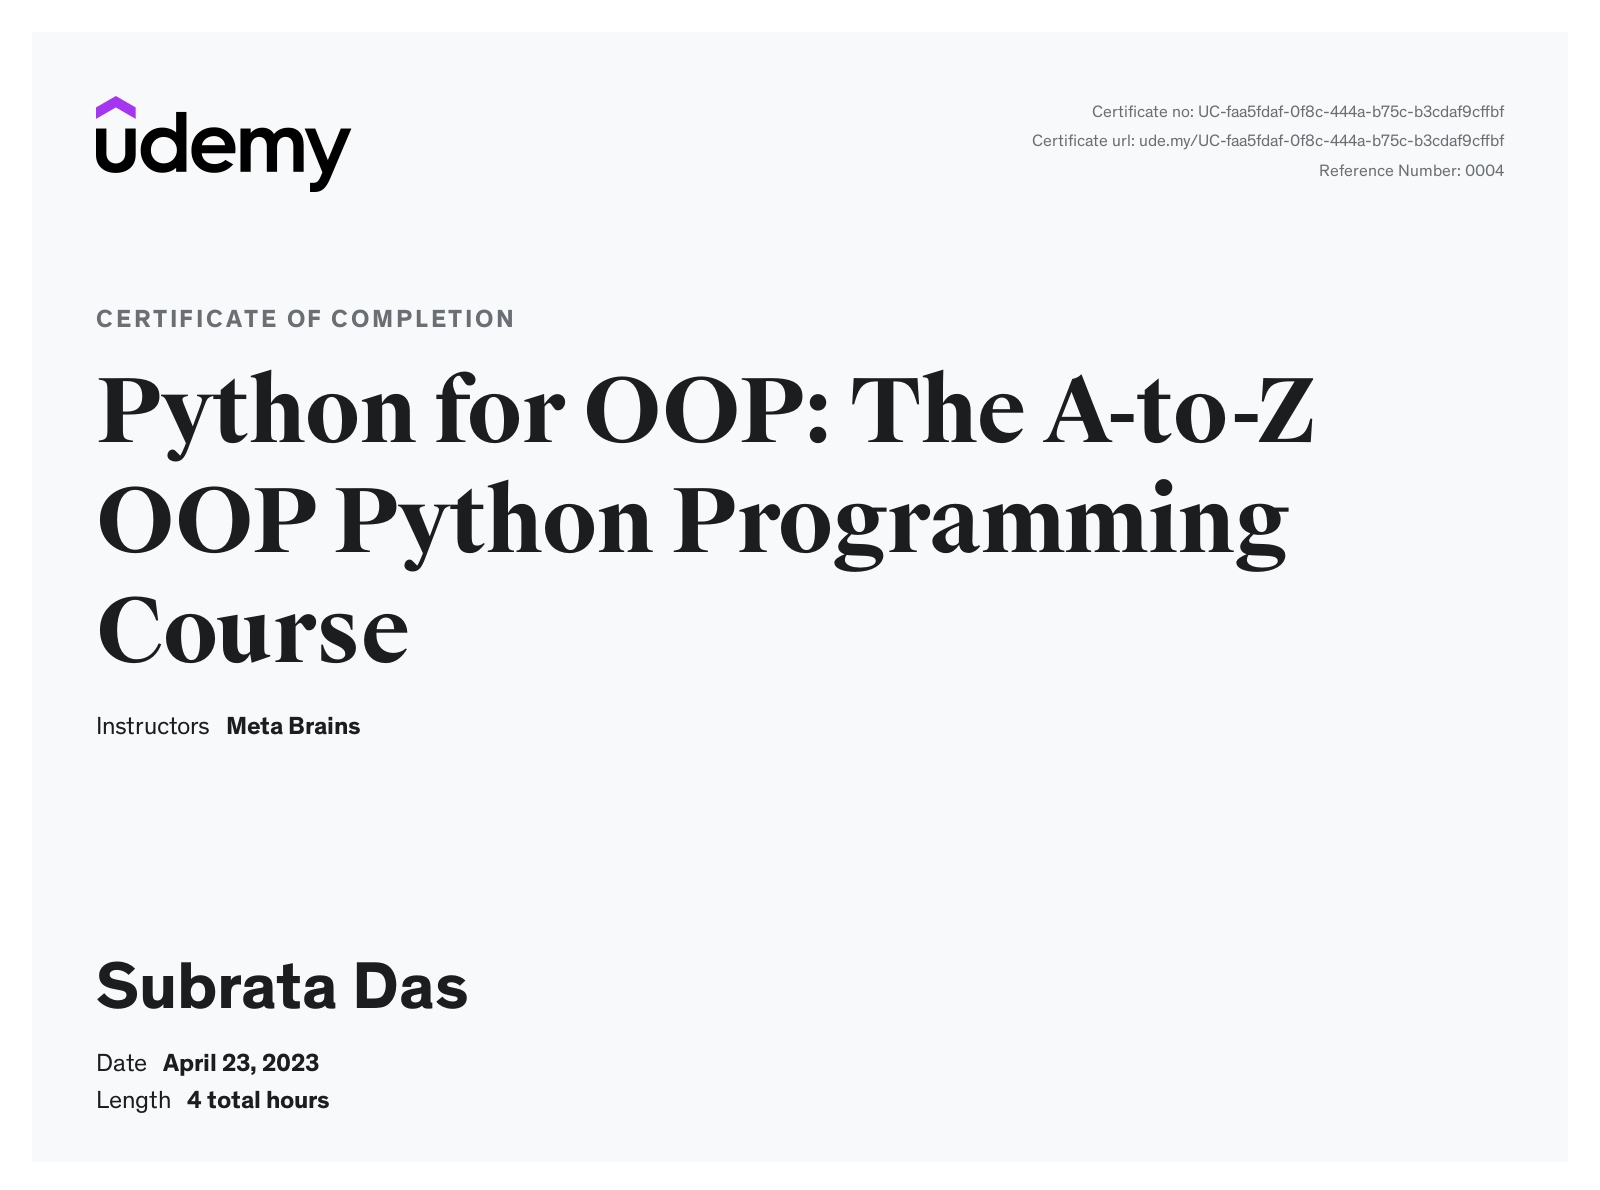 udemy
Certificate no: UC-faa5fdaf-0f8c-444a-b75c-b3cdaf9cffbf
Certificate url: ude.my/UC-faa5fdaf-0f8c-444a-b75c-b3cdaf9cffbf
Reference Number: 0004
CERTIFICATE OF COMPLETION
Python for OOP: The A-to-Z
OOP Python Programming
Course
Instructors Meta Brains
Subrata Das
Date April 23, 2023
Length 4 total hours